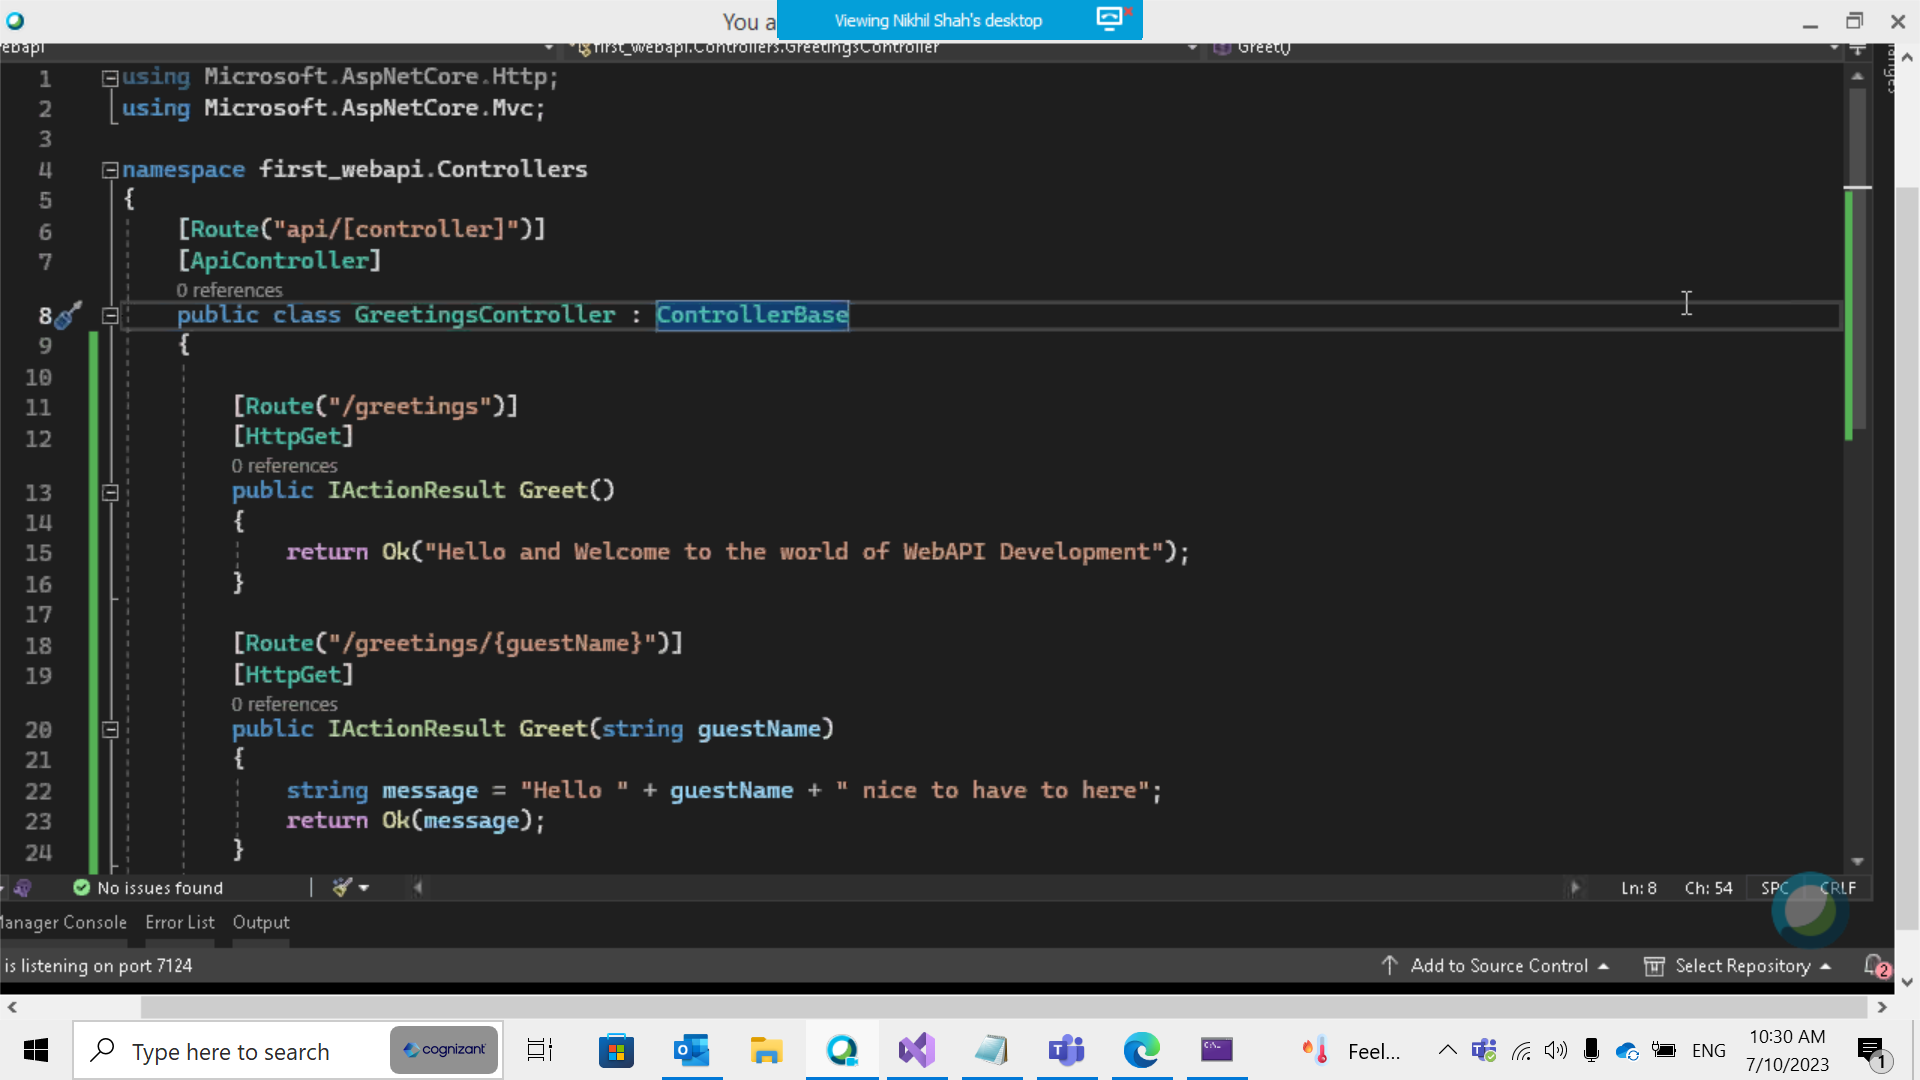 You a
Viewing Nikhil Shah's desktop
ebapi
first_webapi.Controllers.GreetingsController
Greet()
1 using Microsoft.AspNetCore.Http;
2 using Microsoft.AspNetCore.Mvc;
3
4 namespace first_webapi.Controllers
5 {
6 [Route("api/[controller]")]
7 [ApiController]
0 references
8 public class GreetingsController : ControllerBase
9 {
10
11 [Route("/greetings")]
12 [HttpGet]
0 references
13 public IActionResult Greet()
14 {
15 return Ok("Hello and Welcome to the world of WebAPI Development");
16 }
17
18 [Route("/greetings/{guestName}")]
19 [HttpGet]
0 references
20 public IActionResult Greet(string guestName)
21 {
22 string message = "Hello " + guestName + " nice to have to here";
23 return Ok(message);
24 }
No issues found
Ln: 8 Ch: 54 SPC CRLF
Manager Console Error List Output
is listening on port 7124
Add to Source Control
Select Repository
2
Type here to search
cognizant
Feel...
ENG
10:30 AM
7/10/2023
1